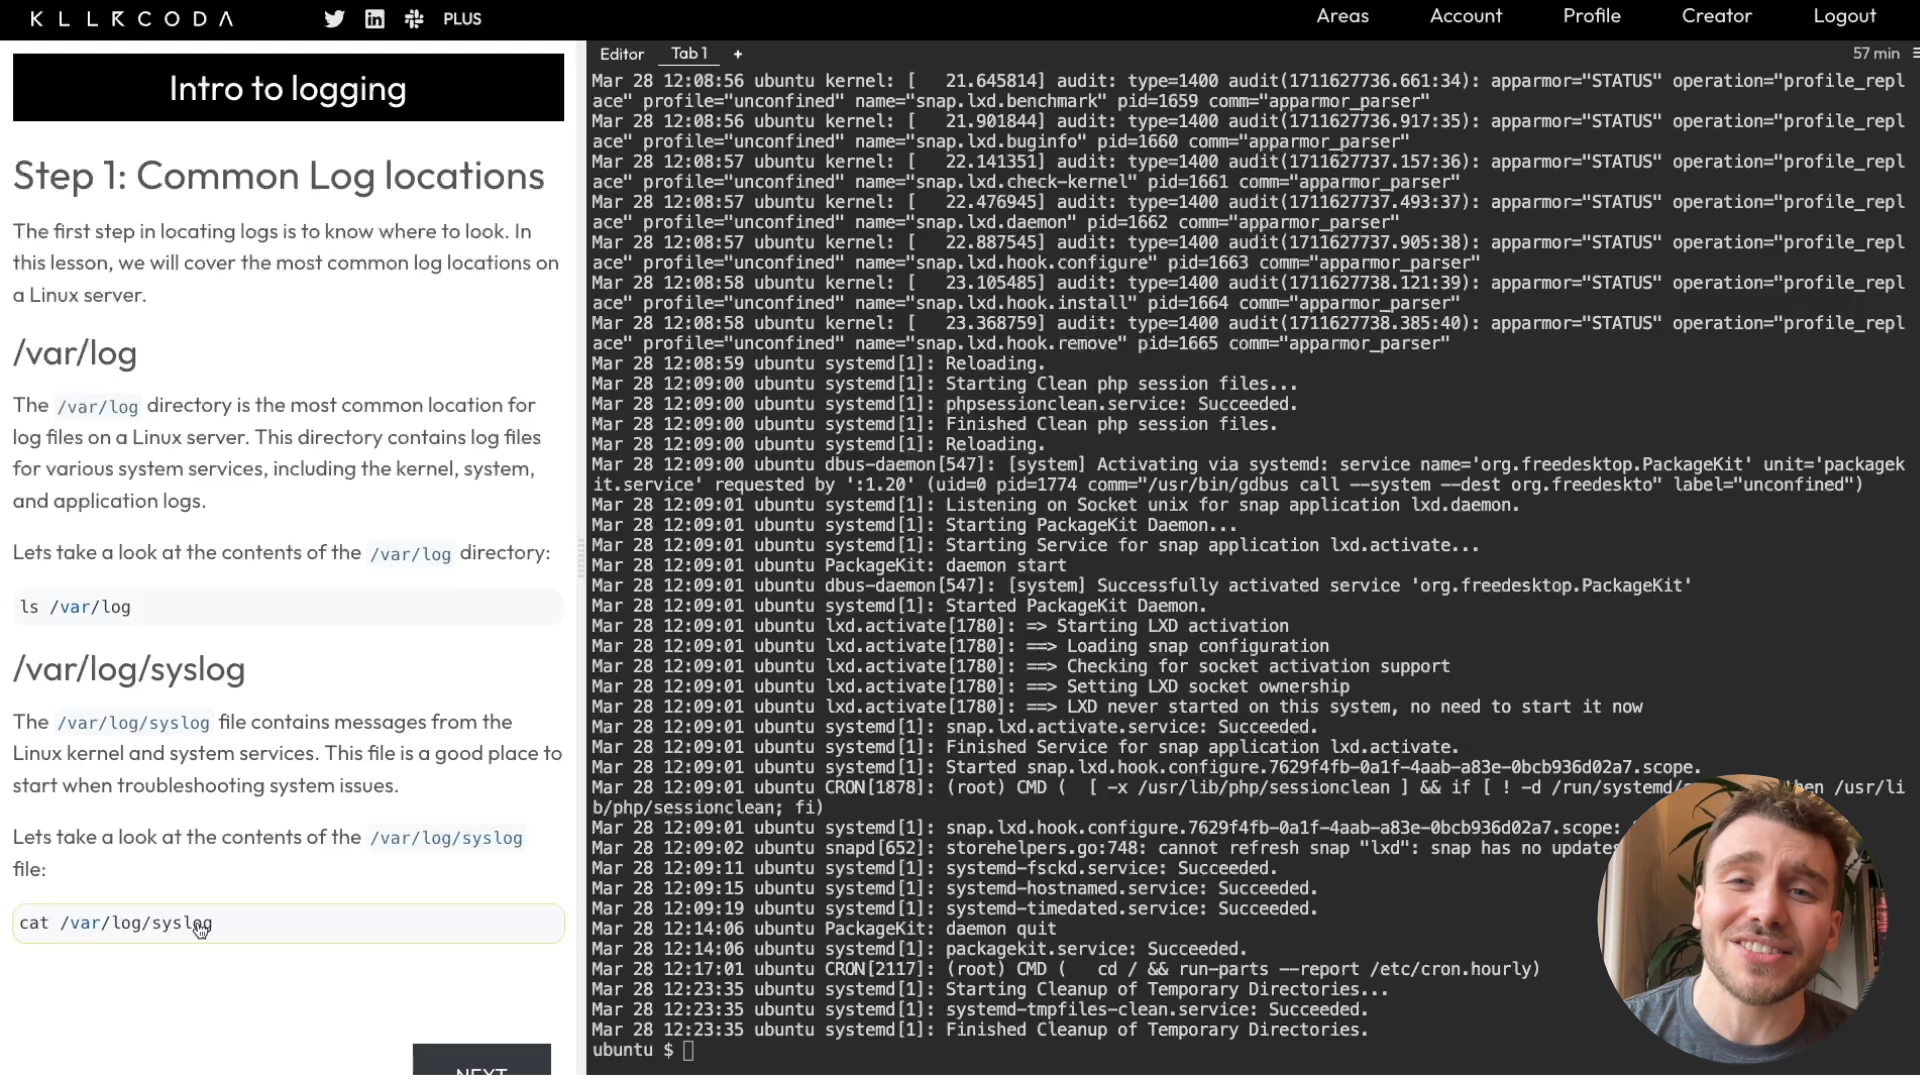 KILLERCODA
PLUS
Areas
Account
Profile
Creator
Logout
Intro to logging
Step 1: Common Log locations
The first step in locating logs is to know where to look. In
this lesson, we will cover the most common log locations on
a Linux server.
/var/log
The /var/log directory is the most common location for
log files on a Linux server. This directory contains log files
for various system services, including the kernel, system,
and application logs.
Lets take a look at the contents of the /var/log directory:
ls /var/log
/var/log/syslog
The /var/log/syslog file contains messages from the
Linux kernel and system services. This file is a good place to
start when troubleshooting system issues.
Lets take a look at the contents of the /var/log/syslog
file:
cat /var/log/syslog
NEXT
Editor
Tab 1
+
57 min
Mar 28 12:08:56 ubuntu kernel: [   21.645814] audit: type=1400 audit(1711627736.661:34): apparmor="STATUS" operation="profile_repl
ace" profile="unconfined" name="snap.lxd.benchmark" pid=1659 comm="apparmor_parser"
Mar 28 12:08:56 ubuntu kernel: [   21.901844] audit: type=1400 audit(1711627736.917:35): apparmor="STATUS" operation="profile_repl
ace" profile="unconfined" name="snap.lxd.buginfo" pid=1660 comm="apparmor_parser"
Mar 28 12:08:57 ubuntu kernel: [   22.141351] audit: type=1400 audit(1711627737.157:36): apparmor="STATUS" operation="profile_repl
ace" profile="unconfined" name="snap.lxd.check-kernel" pid=1661 comm="apparmor_parser"
Mar 28 12:08:57 ubuntu kernel: [   22.476945] audit: type=1400 audit(1711627737.493:37): apparmor="STATUS" operation="profile_repl
ace" profile="unconfined" name="snap.lxd.daemon" pid=1662 comm="apparmor_parser"
Mar 28 12:08:57 ubuntu kernel: [   22.887545] audit: type=1400 audit(1711627737.905:38): apparmor="STATUS" operation="profile_repl
ace" profile="unconfined" name="snap.lxd.hook.configure" pid=1663 comm="apparmor_parser"
Mar 28 12:08:58 ubuntu kernel: [   23.105485] audit: type=1400 audit(1711627738.121:39): apparmor="STATUS" operation="profile_repl
ace" profile="unconfined" name="snap.lxd.hook.install" pid=1664 comm="apparmor_parser"
Mar 28 12:08:58 ubuntu kernel: [   23.368759] audit: type=1400 audit(1711627738.385:40): apparmor="STATUS" operation="profile_repl
ace" profile="unconfined" name="snap.lxd.hook.remove" pid=1665 comm="apparmor_parser"
Mar 28 12:08:59 ubuntu systemd[1]: Reloading.
Mar 28 12:09:00 ubuntu systemd[1]: Starting Clean php session files...
Mar 28 12:09:00 ubuntu systemd[1]: phpsessionclean.service: Succeeded.
Mar 28 12:09:00 ubuntu systemd[1]: Finished Clean php session files.
Mar 28 12:09:00 ubuntu systemd[1]: Reloading.
Mar 28 12:09:00 ubuntu dbus-daemon[547]: [system] Activating via systemd: service name='org.freedesktop.PackageKit' unit='packagek
it.service' requested by ':1.20' (uid=0 pid=1774 comm="/usr/bin/gdbus call --system --dest org.freedeskto" label="unconfined")
Mar 28 12:09:01 ubuntu systemd[1]: Listening on Socket unix for snap application lxd.daemon.
Mar 28 12:09:01 ubuntu systemd[1]: Starting PackageKit Daemon...
Mar 28 12:09:01 ubuntu systemd[1]: Starting Service for snap application lxd.activate...
Mar 28 12:09:01 ubuntu PackageKit: daemon start
Mar 28 12:09:01 ubuntu dbus-daemon[547]: [system] Successfully activated service 'org.freedesktop.PackageKit'
Mar 28 12:09:01 ubuntu systemd[1]: Started PackageKit Daemon.
Mar 28 12:09:01 ubuntu lxd.activate[1780]: => Starting LXD activation
Mar 28 12:09:01 ubuntu lxd.activate[1780]: ==> Loading snap configuration
Mar 28 12:09:01 ubuntu lxd.activate[1780]: ==> Checking for socket activation support
Mar 28 12:09:01 ubuntu lxd.activate[1780]: ==> Setting LXD socket ownership
Mar 28 12:09:01 ubuntu lxd.activate[1780]: ==> LXD never started on this system, no need to start it now
Mar 28 12:09:01 ubuntu systemd[1]: snap.lxd.activate.service: Succeeded.
Mar 28 12:09:01 ubuntu systemd[1]: Finished Service for snap application lxd.activate.
Mar 28 12:09:01 ubuntu systemd[1]: Started snap.lxd.hook.configure.7629f4fb-0a1f-4aab-a83e-0bcb936d02a7.scope.
Mar 28 12:09:01 ubuntu CRON[1878]: (root) CMD (  [ -x /usr/lib/php/sessionclean ] && if [ ! -d /run/systemd/ hen /usr/li
b/php/sessionclean; fi)
Mar 28 12:09:01 ubuntu systemd[1]: snap.lxd.hook.configure.7629f4fb-0a1f-4aab-a83e-0bcb936d02a7.scope:
Mar 28 12:09:02 ubuntu snapd[652]: storehelpers.go:748: cannot refresh snap "lxd": snap has no updates
Mar 28 12:09:11 ubuntu systemd[1]: systemd-fsckd.service: Succeeded.
Mar 28 12:09:15 ubuntu systemd[1]: systemd-hostnamed.service: Succeeded.
Mar 28 12:09:19 ubuntu systemd[1]: systemd-timedated.service: Succeeded.
Mar 28 12:14:06 ubuntu PackageKit: daemon quit
Mar 28 12:14:06 ubuntu systemd[1]: packagekit.service: Succeeded.
Mar 28 12:17:01 ubuntu CRON[2117]: (root) CMD (   cd / && run-parts --report /etc/cron.hourly)
Mar 28 12:23:35 ubuntu systemd[1]: Starting Cleanup of Temporary Directories...
Mar 28 12:23:35 ubuntu systemd[1]: systemd-tmpfiles-clean.service: Succeeded.
Mar 28 12:23:35 ubuntu systemd[1]: Finished Cleanup of Temporary Directories.
ubuntu $